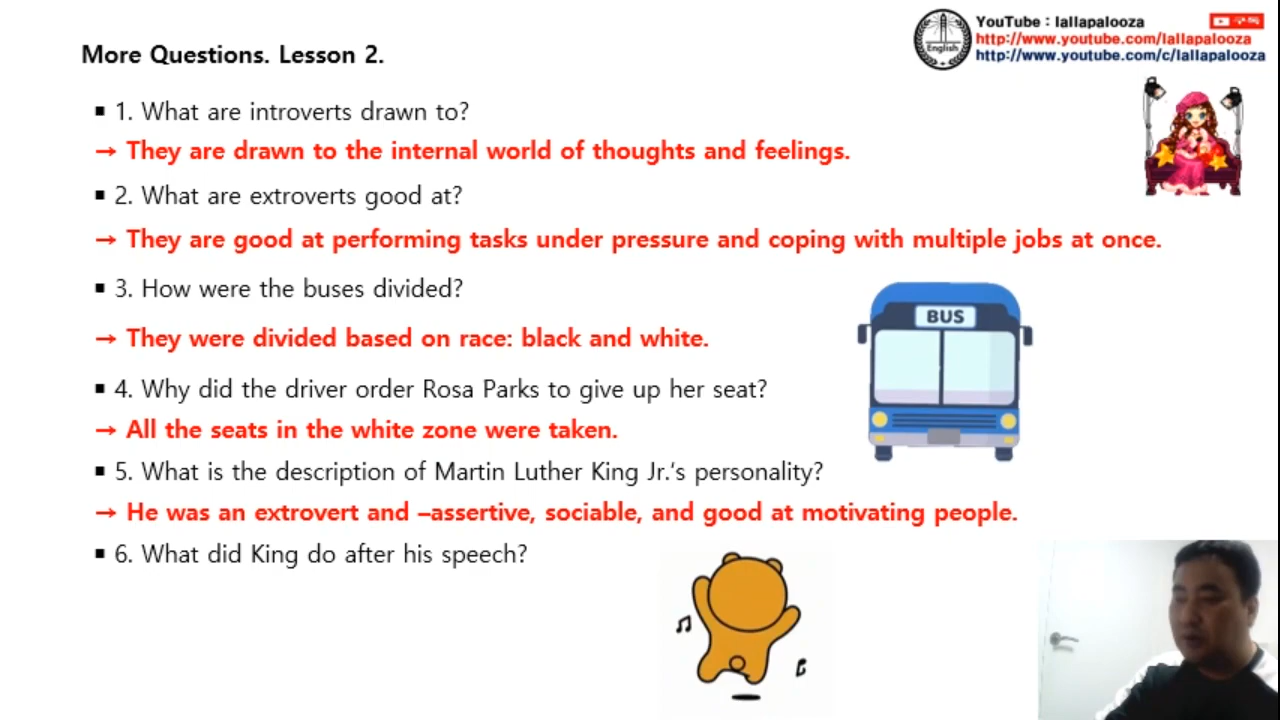 More Questions. Lesson 2.
YouTube : lallapalooza
http://www.youtube.com/lallapalooza
http://www.youtube.com/c/lallapalooza
English
▪ 1. What are introverts drawn to?
→ They are drawn to the internal world of thoughts and feelings.
▪ 2. What are extroverts good at?
→ They are good at performing tasks under pressure and coping with multiple jobs at once.
▪ 3. How were the buses divided?
→ They were divided based on race: black and white.
BUS
▪ 4. Why did the driver order Rosa Parks to give up her seat?
→ All the seats in the white zone were taken.
▪ 5. What is the description of Martin Luther King Jr.’s personality?
→ He was an extrovert and –assertive, sociable, and good at motivating people.
▪ 6. What did King do after his speech?